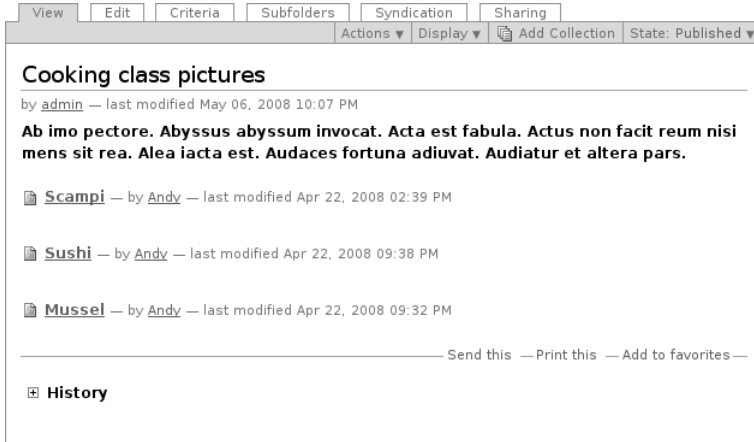 View Edit Criteria Subfolders Syndication Sharing
Actions ▼ Display ▼ Add Collection State: Published ▼
Cooking class pictures
by admin — last modified May 06, 2008 10:07 PM
Ab imo pectore. Abyssus abyssum invocat. Acta est fabula. Actus non facit reum nisi
mens sit rea. Alea iacta est. Audaces fortuna adiuvat. Audiatur et altera pars.
Scampi — by Andy — last modified Apr 22, 2008 02:39 PM
Sushi — by Andy — last modified Apr 22, 2008 09:38 PM
Mussel — by Andy — last modified Apr 22, 2008 09:32 PM
Send this — Print this — Add to favorites —
History